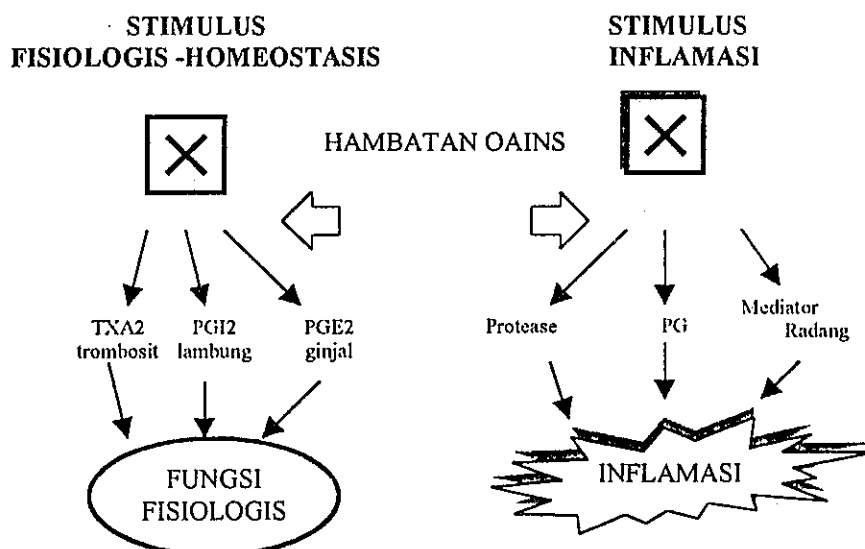 STIMULUS
FISIOLOGIS -HOMEOSTASIS
STIMULUS
INFLAMASI
HAMBATAN OAINS
TXA2
trombosit
PGI2
lambung
PGE2
ginjal
Protease
PG
Mediator
Radang
FUNGSI
FISIOLOGIS
INFLAMASI